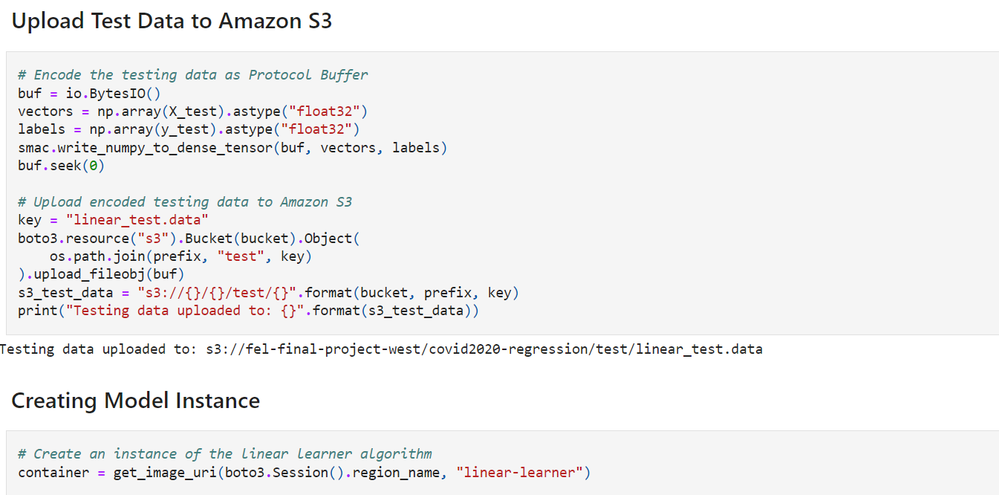 Upload Test Data to Amazon S3
# Encode the testing data as Protocol Buffer
buf = io.BytesIO()
vectors = np.array(X_test).astype("float32")
labels = np.array(y_test).astype("float32")
smac.write_numpy_to_dense_tensor(buf, vectors, labels)
buf.seek(0)
# Upload encoded testing data to Amazon S3
key = "linear_test.data"
boto3.resource("s3").Bucket(bucket).Object(
    os.path.join(prefix, "test", key)
).upload_fileobj(buf)
s3_test_data = "s3://{}/{}/test/{}".format(bucket, prefix, key)
print("Testing data uploaded to: {}".format(s3_test_data))
Testing data uploaded to: s3://fel-final-project-west/covid2020-regression/test/linear_test.data
Creating Model Instance
# Create an instance of the linear learner algorithm
container = get_image_uri(boto3.Session().region_name, "linear-learner")